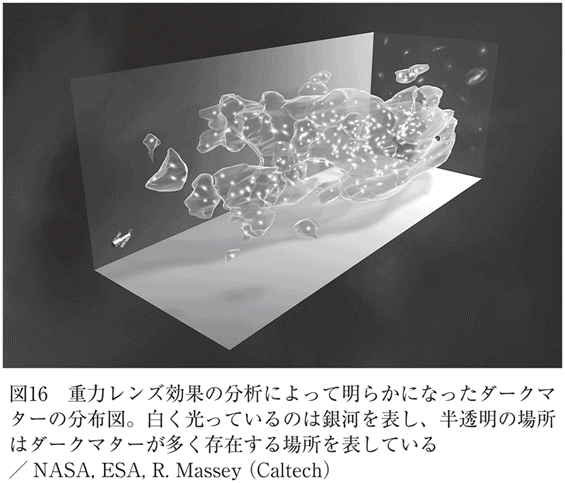 図16　重力レンズ効果の分析によって明らかになったダークマ
ターの分布図。白く光っているのは銀河を表し、半透明の場所
はダークマターが多く存在する場所を表している
／ NASA, ESA, R. Massey (Caltech)